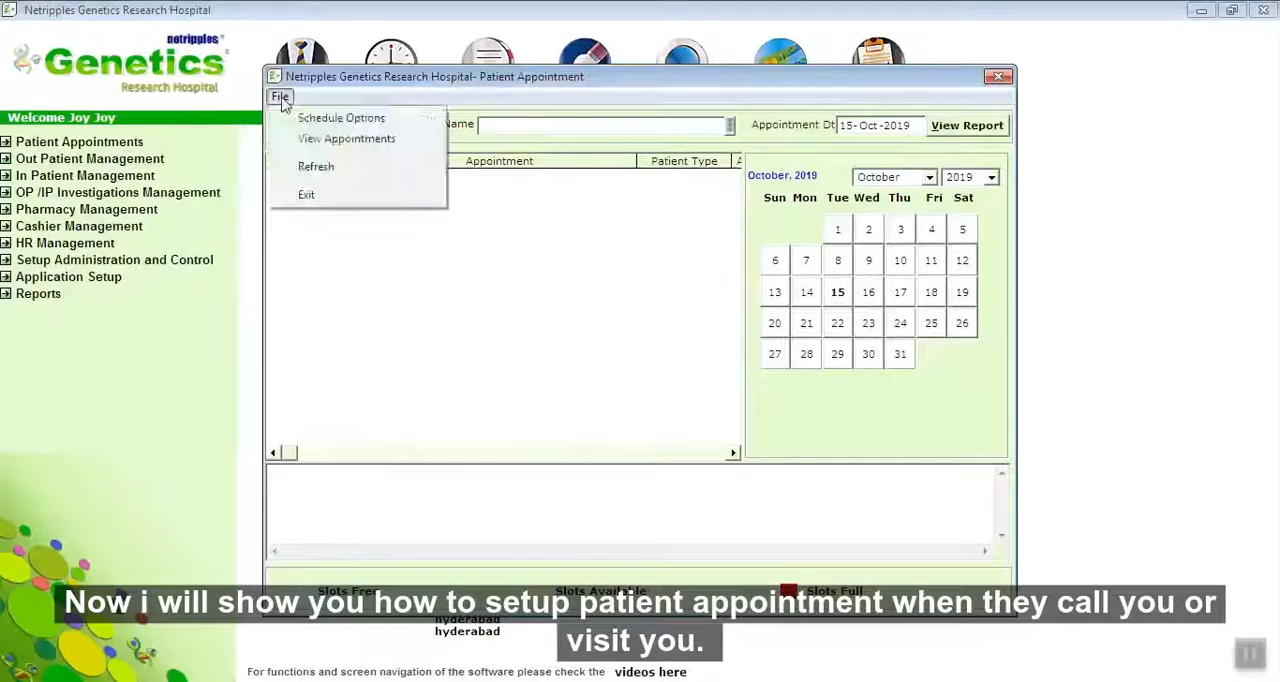 Netripples Genetics Research Hospital
netripples
Genetics
Research Hospital
Welcome Joy Joy
Patient Appointments
Out Patient Management
In Patient Management
OP /IP Investigations Management
Pharmacy Management
Cashier Management
HR Management
Setup Administration and Control
Application Setup
Reports
Netripples Genetics Research Hospital- Patient Appointment
File
Schedule Options
View Appointments
Refresh
Exit
Name
Appointment Dt 15-Oct-2019 View Report
Appointment Patient Type A
October, 2019 October 2019
Sun Mon Tue Wed Thu Fri Sat
1 2 3 4 5
6 7 8 9 10 11 12
13 14 15 16 17 18 19
20 21 22 23 24 25 26
27 28 29 30 31
Slots Free Slots Available Slots Full
Now i will show you how to setup patient appointment when they call you or
visit you.
hyderabad
hyderabad
For functions and screen navigation of the software please check the videos here